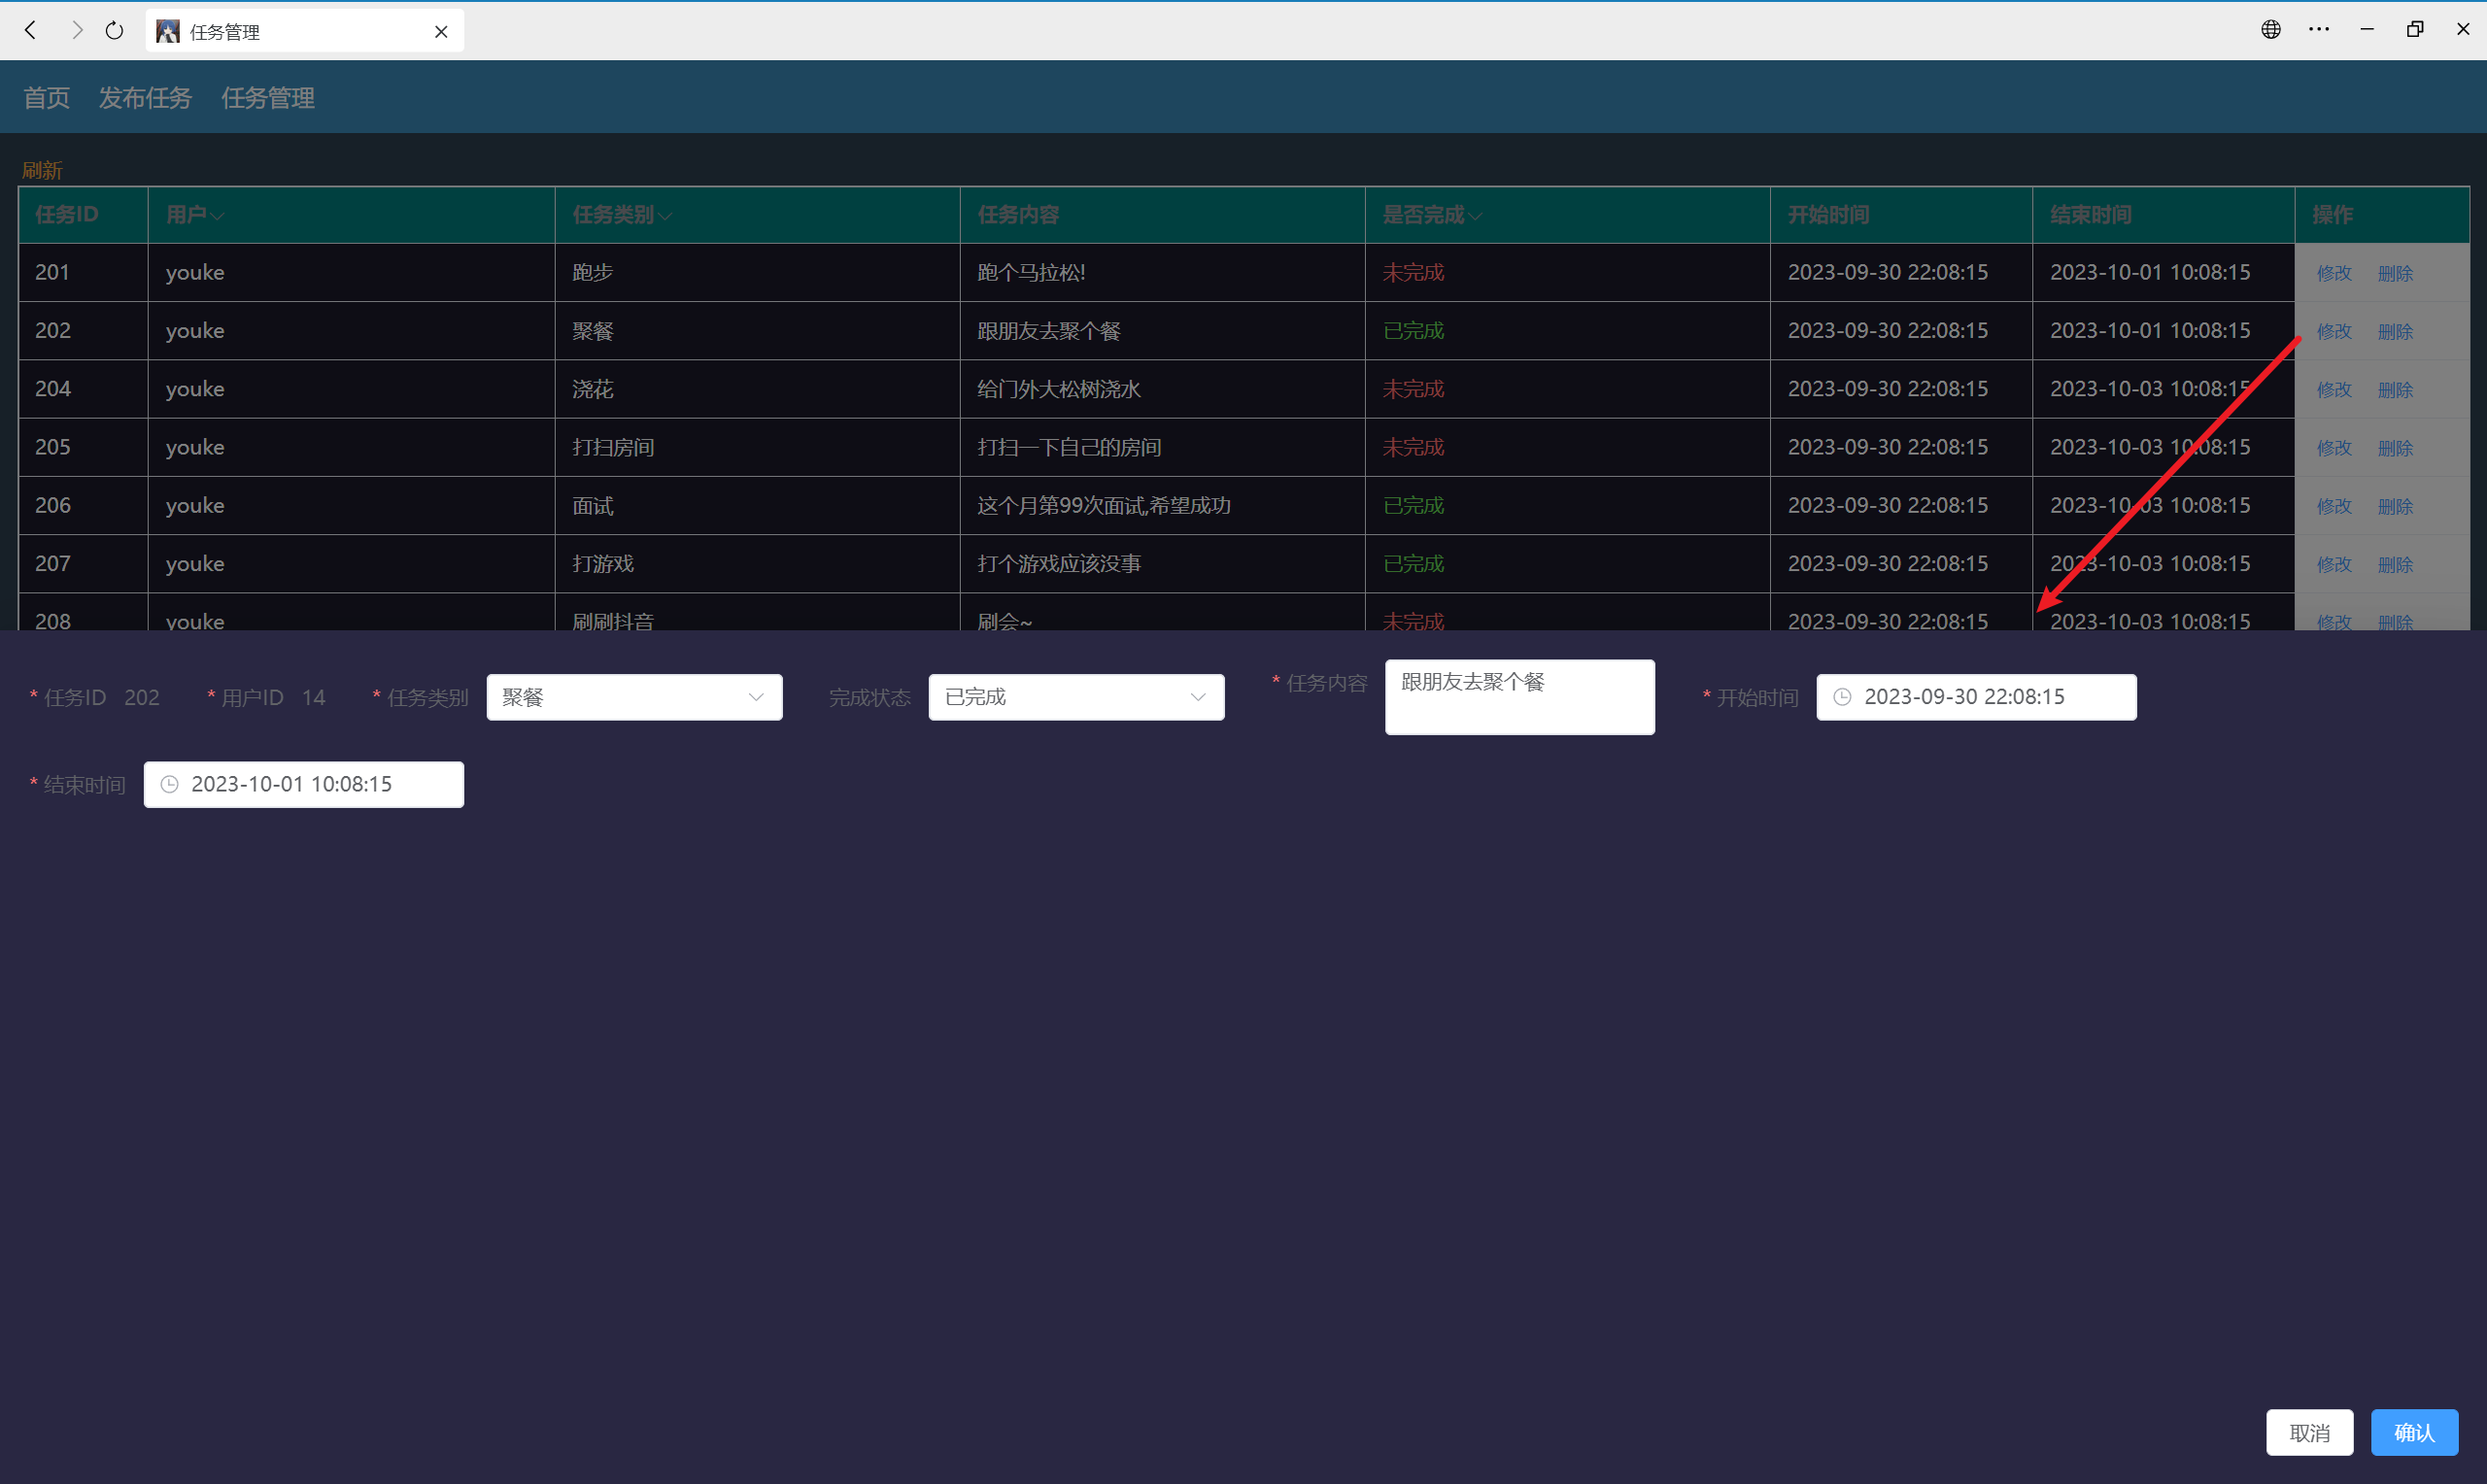 任务管理
首页 发布任务 任务管理
刷新
任务ID 用户 任务类别 任务内容 是否完成 开始时间 结束时间 操作
201 youke 跑步 跑个马拉松! 未完成 2023-09-30 22:08:15 2023-10-01 10:08:15 修改 删除
202 youke 聚餐 跟朋友去聚个餐 已完成 2023-09-30 22:08:15 2023-10-01 10:08:15 修改 删除
204 youke 浇花 给门外大松树浇水 未完成 2023-09-30 22:08:15 2023-10-03 10:08:15 修改 删除
205 youke 打扫房间 打扫一下自己的房间 未完成 2023-09-30 22:08:15 2023-10-03 10:08:15 修改 删除
206 youke 面试 这个月第99次面试,希望成功 已完成 2023-09-30 22:08:15 2023-10-03 10:08:15 修改 删除
207 youke 打游戏 打个游戏应该没事 已完成 2023-09-30 22:08:15 2023-10-03 10:08:15 修改 删除
208 youke 刷刷抖音 刷会~ 未完成 2023-09-30 22:08:15 2023-10-03 10:08:15 修改 删除
* 任务ID 202 * 用户ID 14 * 任务类别 聚餐 完成状态 已完成 * 任务内容 跟朋友去聚个餐 * 开始时间 2023-09-30 22:08:15
* 结束时间 2023-10-01 10:08:15
取消 确认